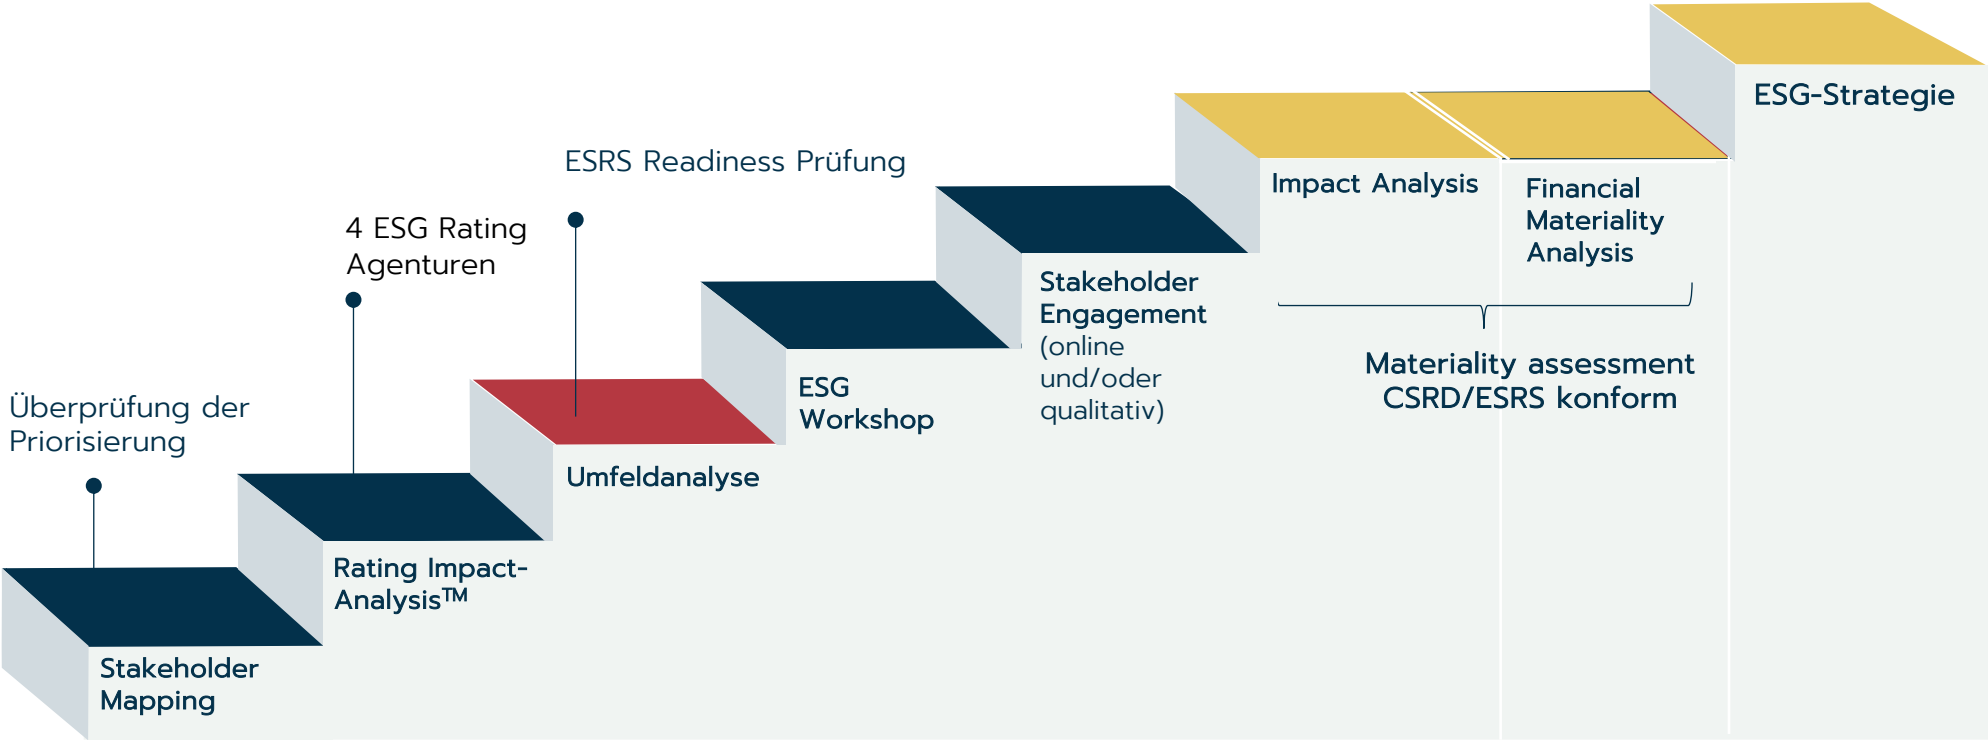 Überprüfung der
Priorisierung
Stakeholder
Mapping
4 ESG Rating
Agenturen
Rating Impact-
Analysis™
ESRS Readiness Prüfung
Umfeldanalyse
ESG
Workshop
Stakeholder
Engagement
(online
und/oder
qualitativ)
Impact Analysis
Financial
Materiality
Analysis
Materiality assessment
CSRD/ESRS konform
ESG-Strategie